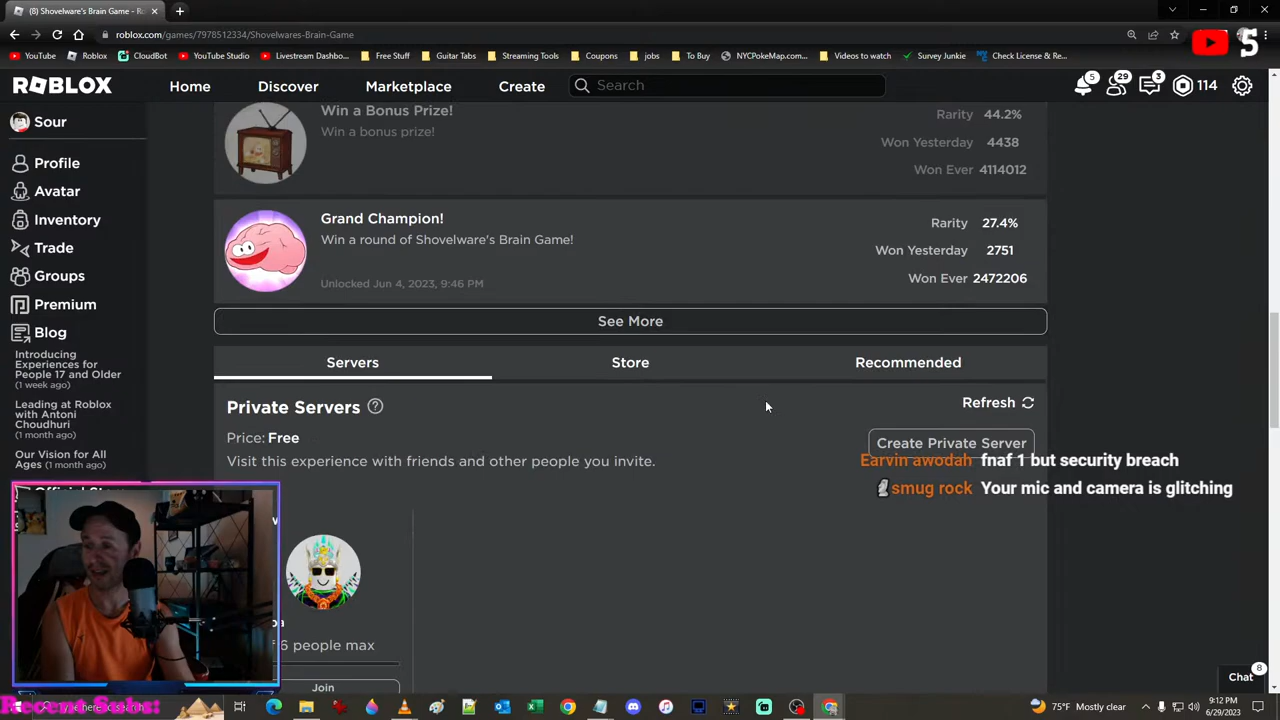 (8) Shovelware's Brain Game - Ro
roblox.com/games/7978512334/Shovelwares-Brain-Game
YouTube
Roblox
CloudBot
YouTube Studio
Livestream Dashbo...
Free Stuff
Guitar Tabs
Streaming Tools
Coupons
jobs
To Buy
NYCPokeMap.com...
Videos to watch
Survey Junkie
Check License & Re...
5
ROBLOX
Home
Discover
Marketplace
Create
Search
5
29
3
114
Sour
Profile
Avatar
Inventory
Trade
Groups
Premium
Blog
Introducing
Experiences for
People 17 and Older
(1 week ago)
Leading at Roblox
with Antoni
Choudhuri
(1 month ago)
Our Vision for All
Ages (1 month ago)
Win a Bonus Prize!
Win a bonus prize!
Rarity 44.2%
Won Yesterday 4438
Won Ever 4114012
Grand Champion!
Win a round of Shovelware's Brain Game!
Unlocked Jun 4, 2023, 9:46 PM
Rarity 27.4%
Won Yesterday 2751
Won Ever 2472206
See More
Servers
Store
Recommended
Private Servers
Refresh
Price: Free
Create Private Server
Visit this experience with friends and other people you invite.
Earvin awodah fnaf 1 but security breach
smug rock Your mic and camera is glitching
6 people max
Join
Chat
8
Recent Subs:
75°F Mostly clear
9:12 PM
6/29/2023